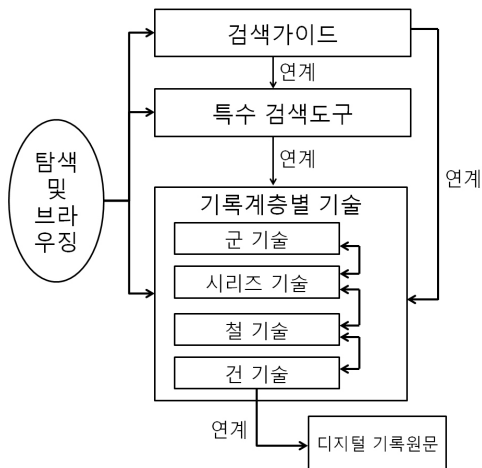 검색가이드
연계
특수 검색도구
연계
탐색
및
브라
우징
연계
기록계층별 기술
군 기술
시리즈 기술
철 기술
건 기술
연계
디지털 기록원문